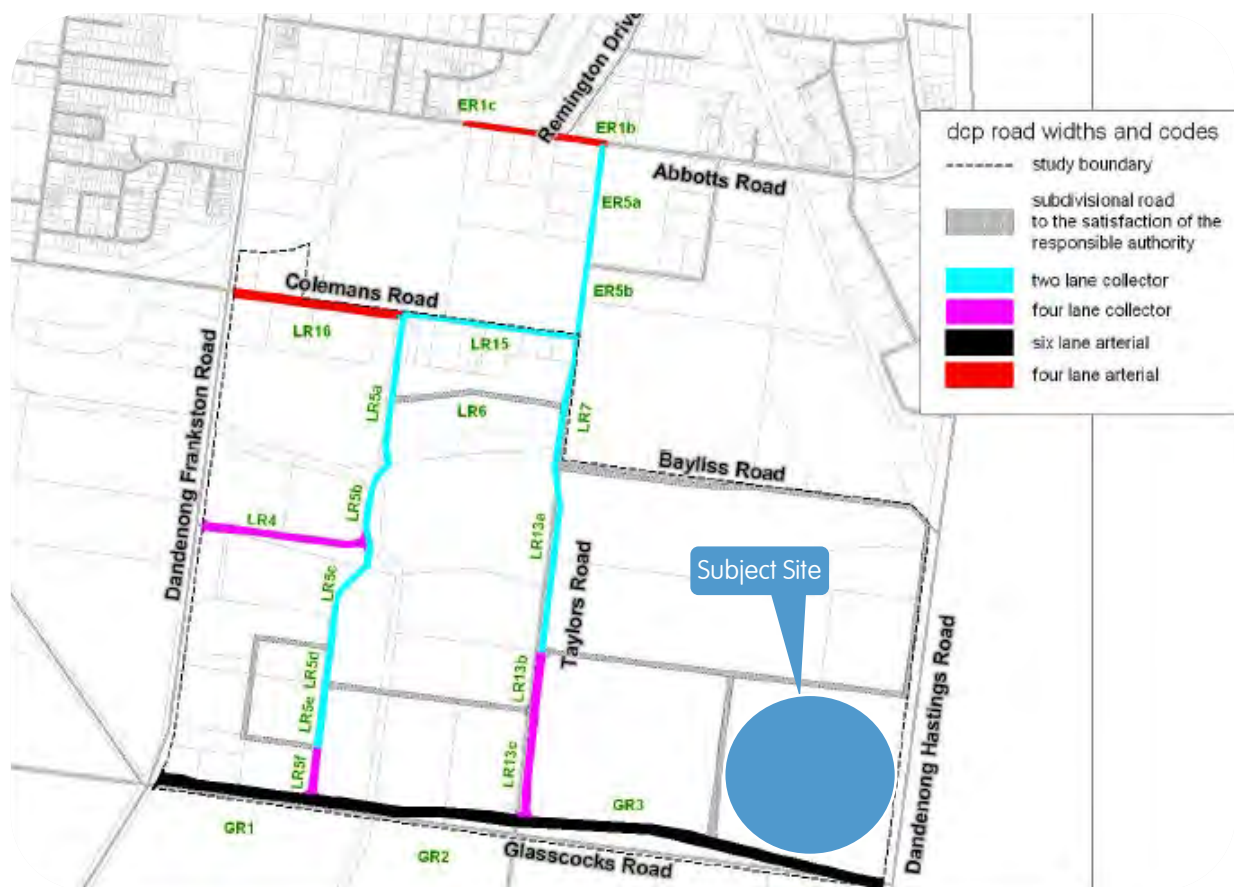 ER1c
Remington Drive
ER1b
Abbotts Road
ER5a
ER5b
Colemans Road
LR16
LR15
LR5a
LR6
LR7
Dandenong Frankston Road
Bayliss Road
LR4
LR5b
LR13a
LR5c
Taylors Road
Subject Site
LR5d
LR13b
LR5e
LR13c
LR5f
GR3
Dandenong Hastings Road
GR1
GR2
Glasscocks Road
dcp road widths and codes
study boundary
subdivisional road
to the satisfaction of the
responsible authority
two lane collector
four lane collector
six lane arterial
four lane arterial